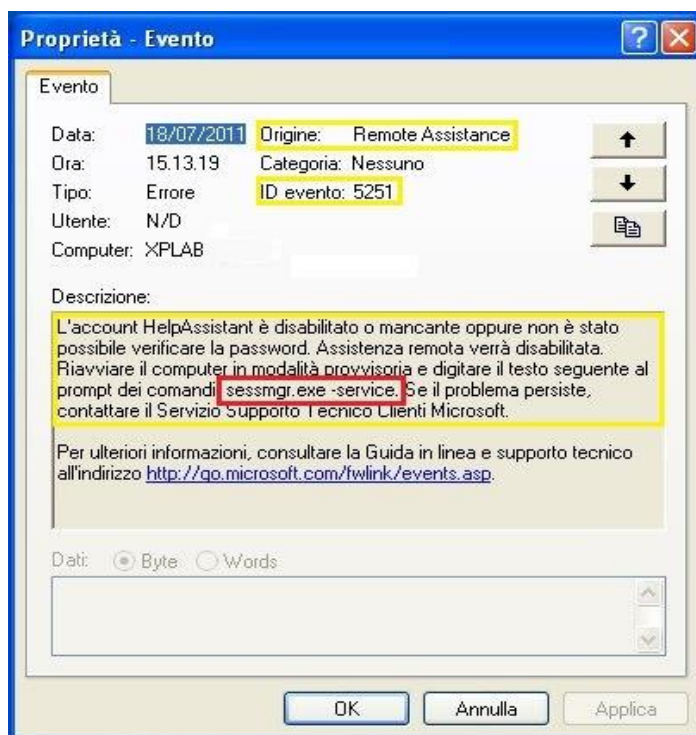 Proprietà - Evento
Evento
Data: 18/07/2011 Origine: Remote Assistance
Ora: 15.13.19 Categoria: Nessuno
Tipo: Errore ID evento: 5251
Utente: N/D
Computer: XPLAB
Descrizione:
L'account HelpAssistant è disabilitato o mancante oppure non è stato
possibile verificare la password. Assistenza remota verrà disabilitata.
Riavviare il computer in modalità provvisoria e digitare il testo seguente al
prompt dei comandi sessmgr.exe -service. Se il problema persiste,
contattare il Servizio Supporto Tecnico Clienti Microsoft.
Per ulteriori informazioni, consultare la Guida in linea e supporto tecnico
all'indirizzo http://go.microsoft.com/fwlink/events.asp.
Dati: Byte Words
OK Annulla Applica